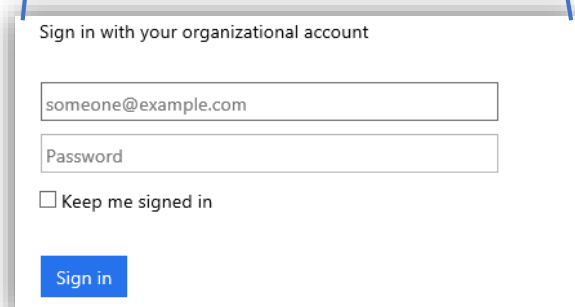 Sign in with your organizational account
someone@example.com
Password
Keep me signed in
Sign in